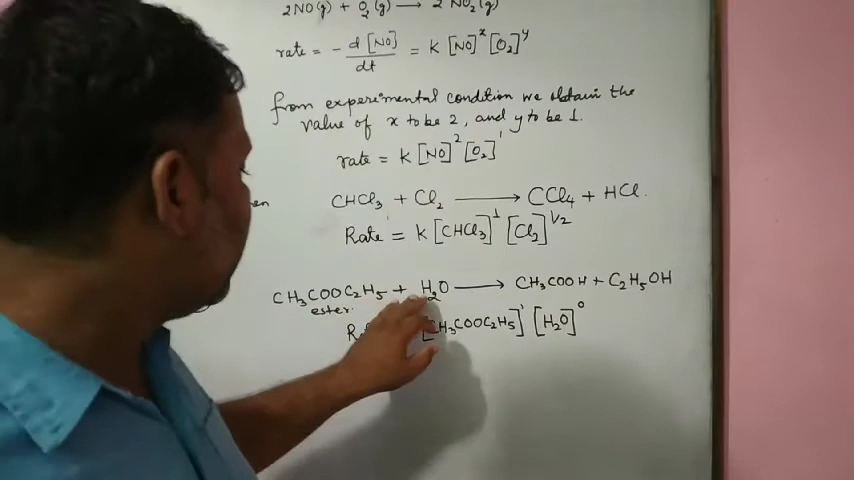 2NO(g) + O₂(g) ⟶ 2 NO₂(g)
rate = - d[NO]/dt = k [NO]ˣ [O₂]ʸ
from experimental condition we obtain the
value of x to be 2, and y to be 1.
rate = k [NO]² [O₂]¹
CHCl₃ + Cl₂ ⟶ CCl₄ + HCl.
Rate = k [CHCl₃]¹ [Cl₂]^1/2
CH₃COOC₂H₅ + H₂O ⟶ CH₃COOH + C₂H₅OH
ester.
[CH₃COOC₂H₅]¹ [H₂O]⁰